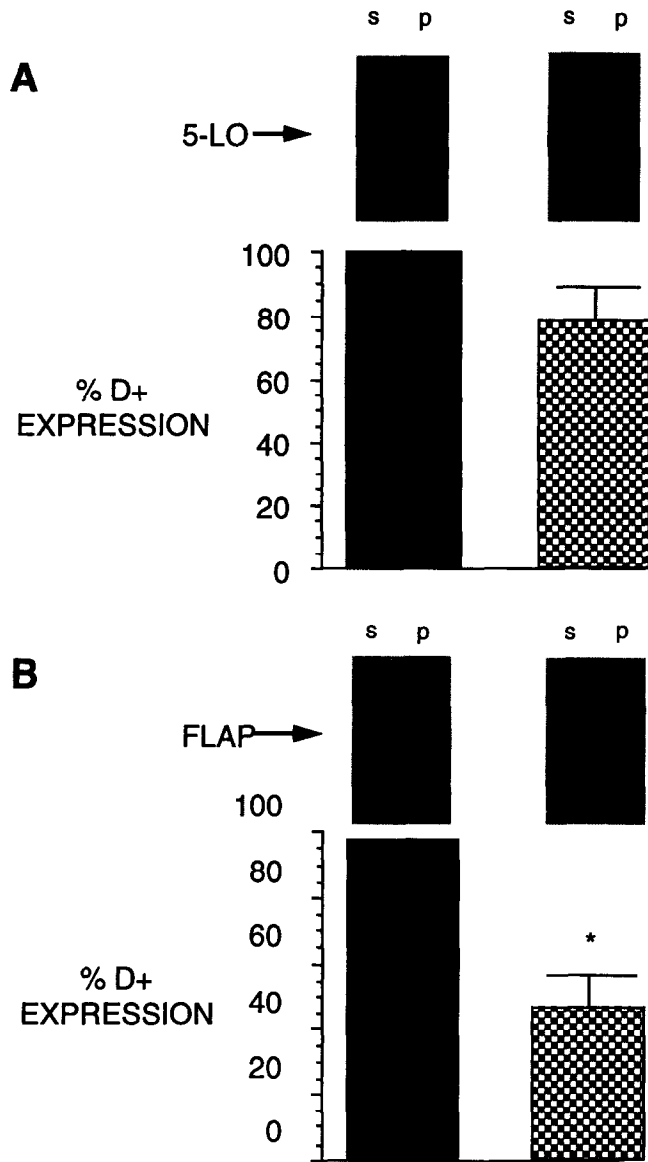 s p
A
5-LO
100
80
% D+
60
EXPRESSION
40
20
0
s p
B
FLAP
100
80
60
*
% D+
EXPRESSION
40
20
0